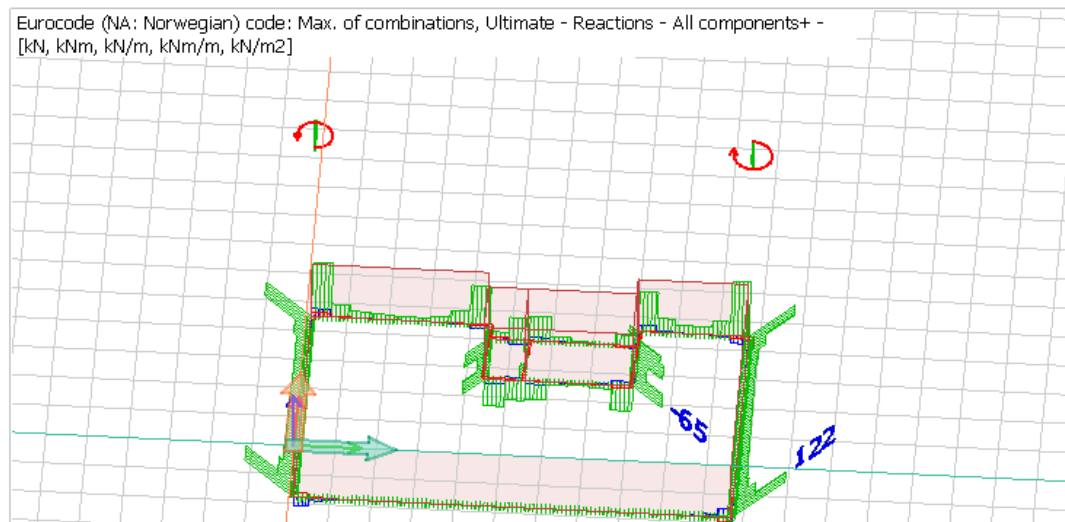 Eurocode (NA: Norwegian) code: Max. of combinations, Ultimate - Reactions - All components+ -
[kN, kNm, kN/m, kNm/m, kN/m2]
-65
122